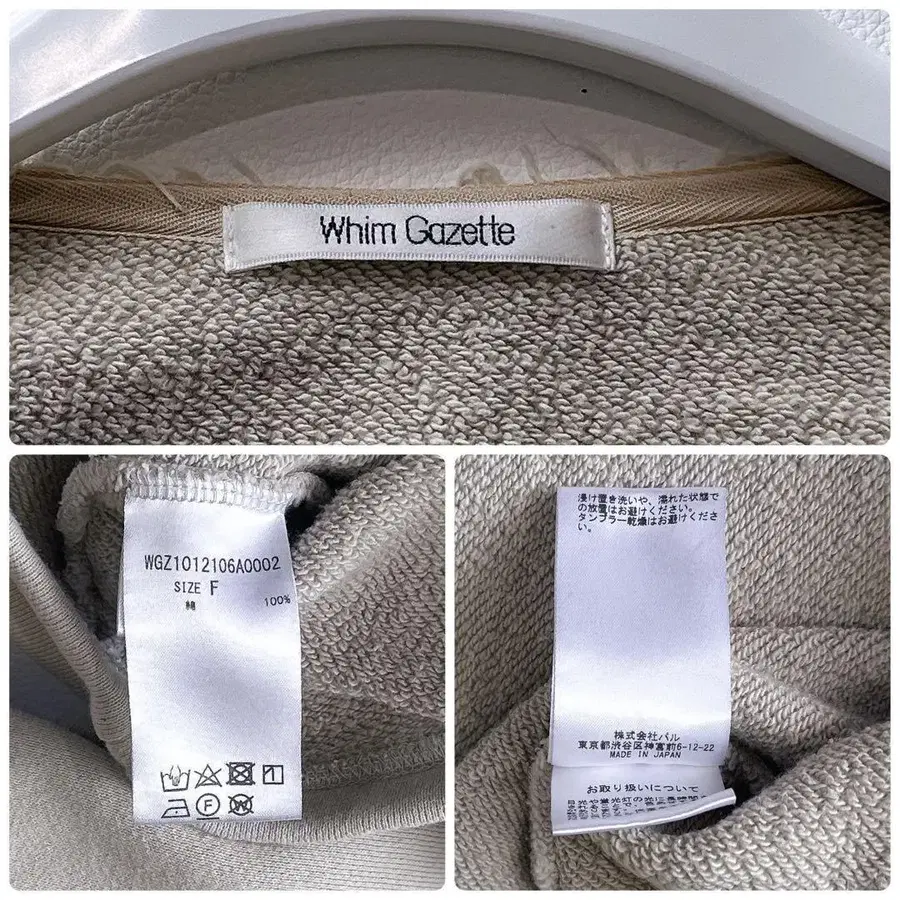 Whim Gazette
WGZ1012106A0002
SIZE F
綿 100%
F
W
浸け置き洗いや、濡れた状態で
の放置はお避けください。
タンブラー乾燥はお避けくださ
い。
株式会社パル
東京都渋谷区神宮前6-12-22
MADE IN JAPAN
お取り扱いについて